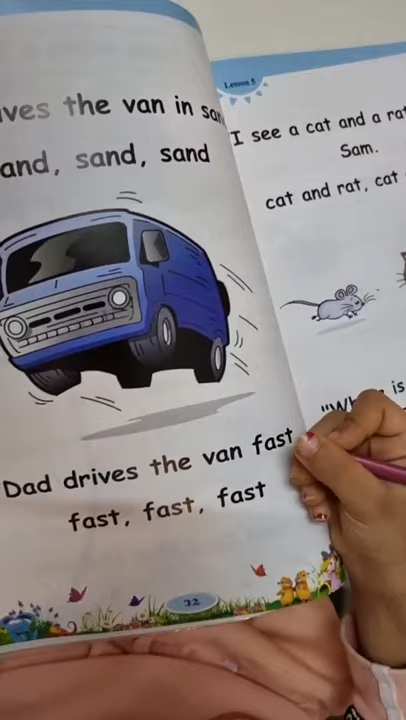 ves the van in san
and, sand, sand
Dad drives the van fast
fast, fast, fast
32
Lesson 5
I see a cat and a rat
Sam.
cat and rat, cat
"Wh is